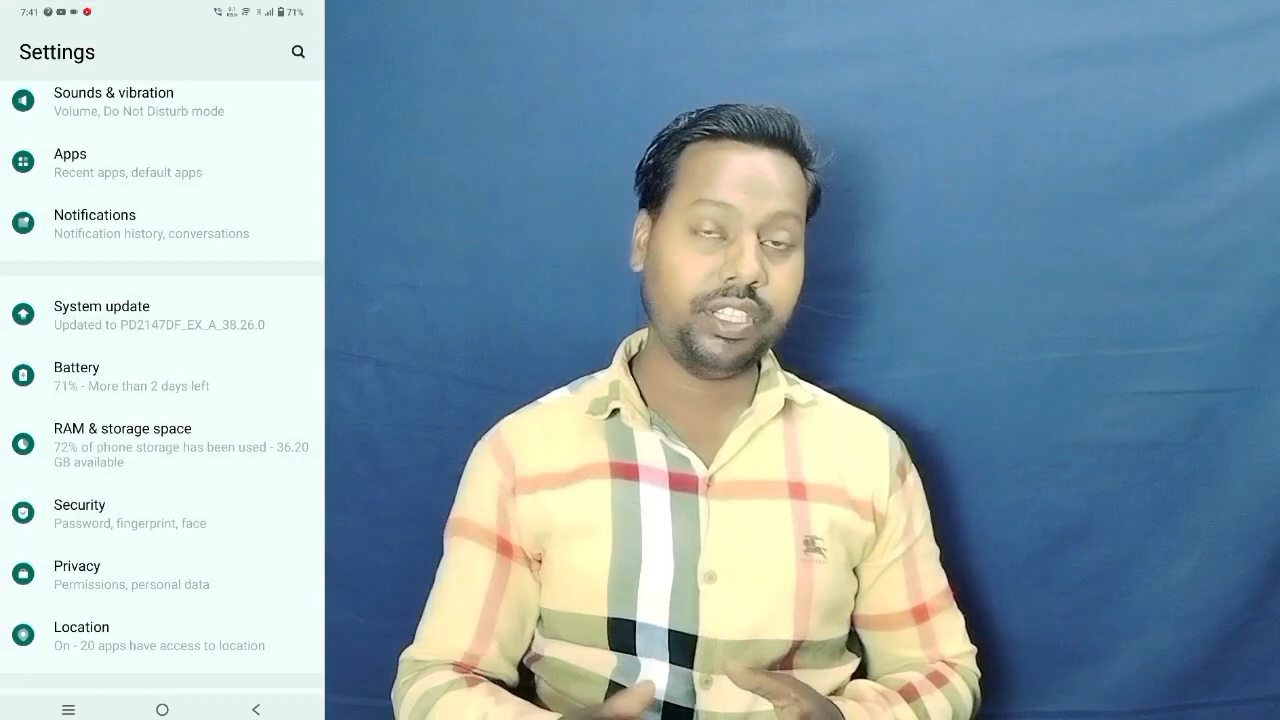 7:41
R
71%
Settings
Sounds & vibration
Volume, Do Not Disturb mode
Apps
Recent apps, default apps
Notifications
Notification history, conversations
System update
Updated to PD2147DF_EX_A_38.26.0
Battery
71% - More than 2 days left
RAM & storage space
72% of phone storage has been used - 36.20
GB available
Security
Password, fingerprint, face
Privacy
Permissions, personal data
Location
On - 20 apps have access to location